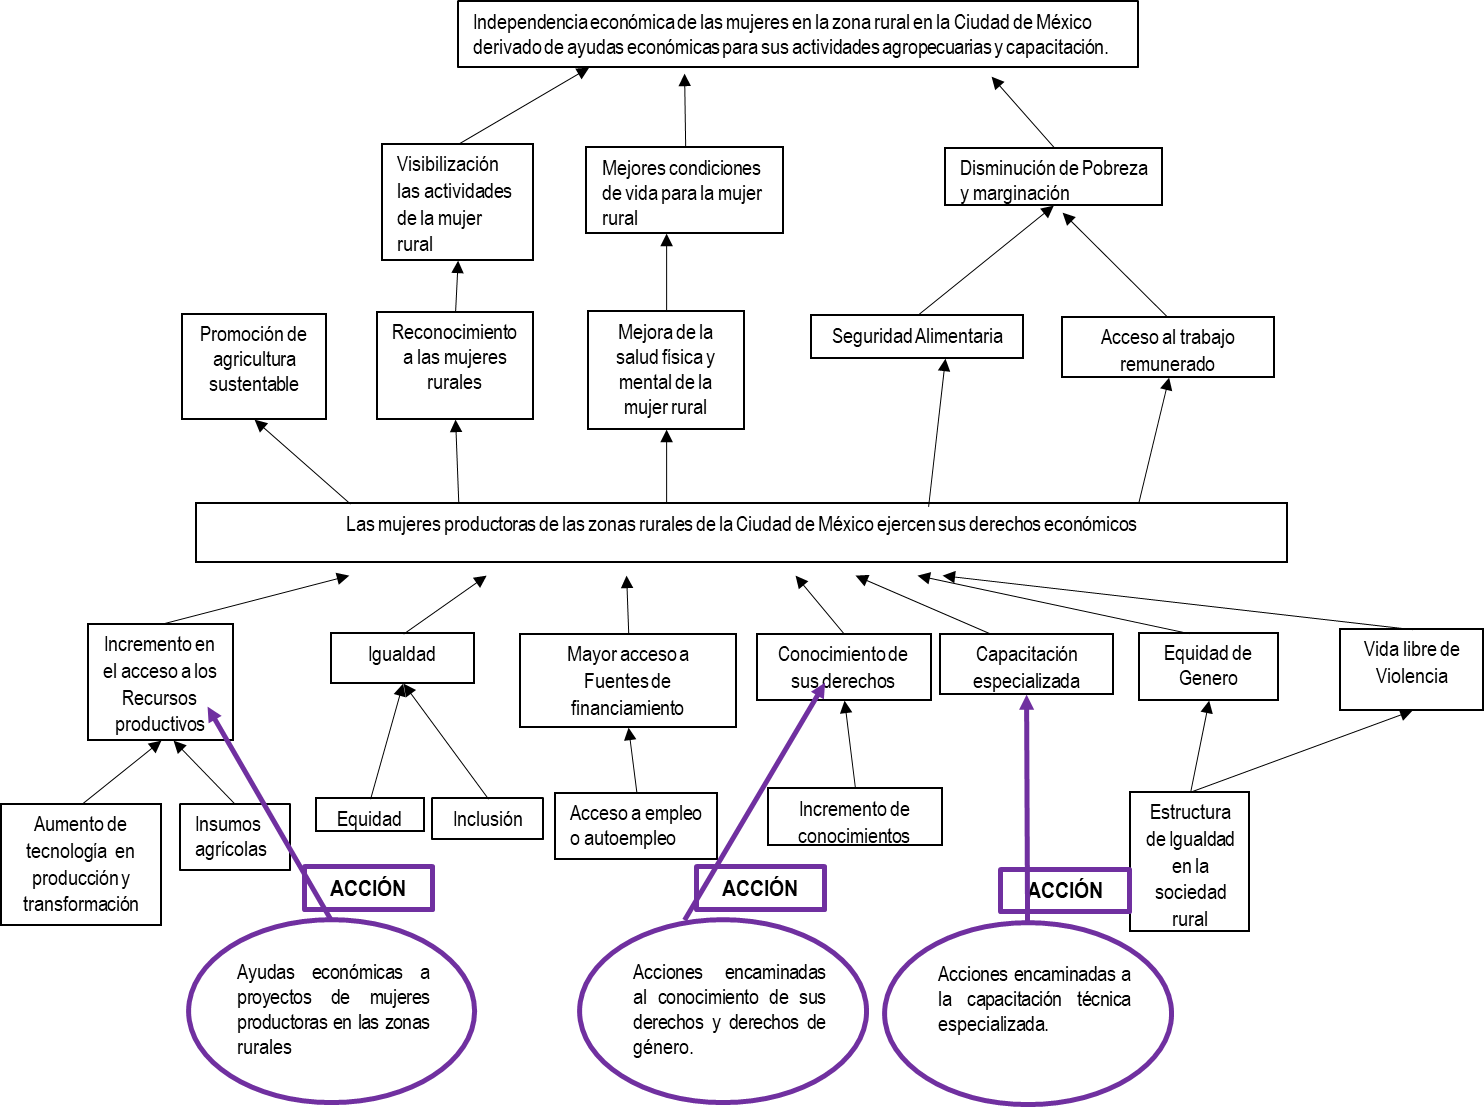 Independencia económica de las mujeres en la zona rural en la Ciudad de México
derivado de ayudas económicas para sus actividades agropecuarias y capacitación.
Visibilización
las actividades
de la mujer
rural
Mejores condiciones
de vida para la mujer
rural
Disminución de Pobreza
y marginación
Promoción de
agricultura
sustentable
Reconocimiento
a las mujeres
rurales
Mejora de la
salud física y
mental de la
mujer rural
Seguridad Alimentaria
Acceso al trabajo
remunerado
Las mujeres productoras de las zonas rurales de la Ciudad de México ejercen sus derechos económicos
Incremento en
el acceso a los
Recursos
productivos
Igualdad
Mayor acceso a
Fuentes de
financiamiento
Conocimiento de
sus derechos
Capacitación
especializada
Equidad de
Genero
Vida libre de
Violencia
Aumento de
tecnología en
producción y
transformación
Insumos
agrícolas
Equidad
Inclusión
Acceso a empleo
o autoempleo
Incremento de
conocimientos
Estructura
de Igualdad
en la
sociedad
rural
ACCIÓN
ACCIÓN
ACCIÓN
Ayudas económicas a
proyectos de mujeres
productoras en las zonas
rurales
Acciones encaminadas
al conocimiento de sus
derechos y derechos de
género.
Acciones encaminadas a
la capacitación técnica
especializada.